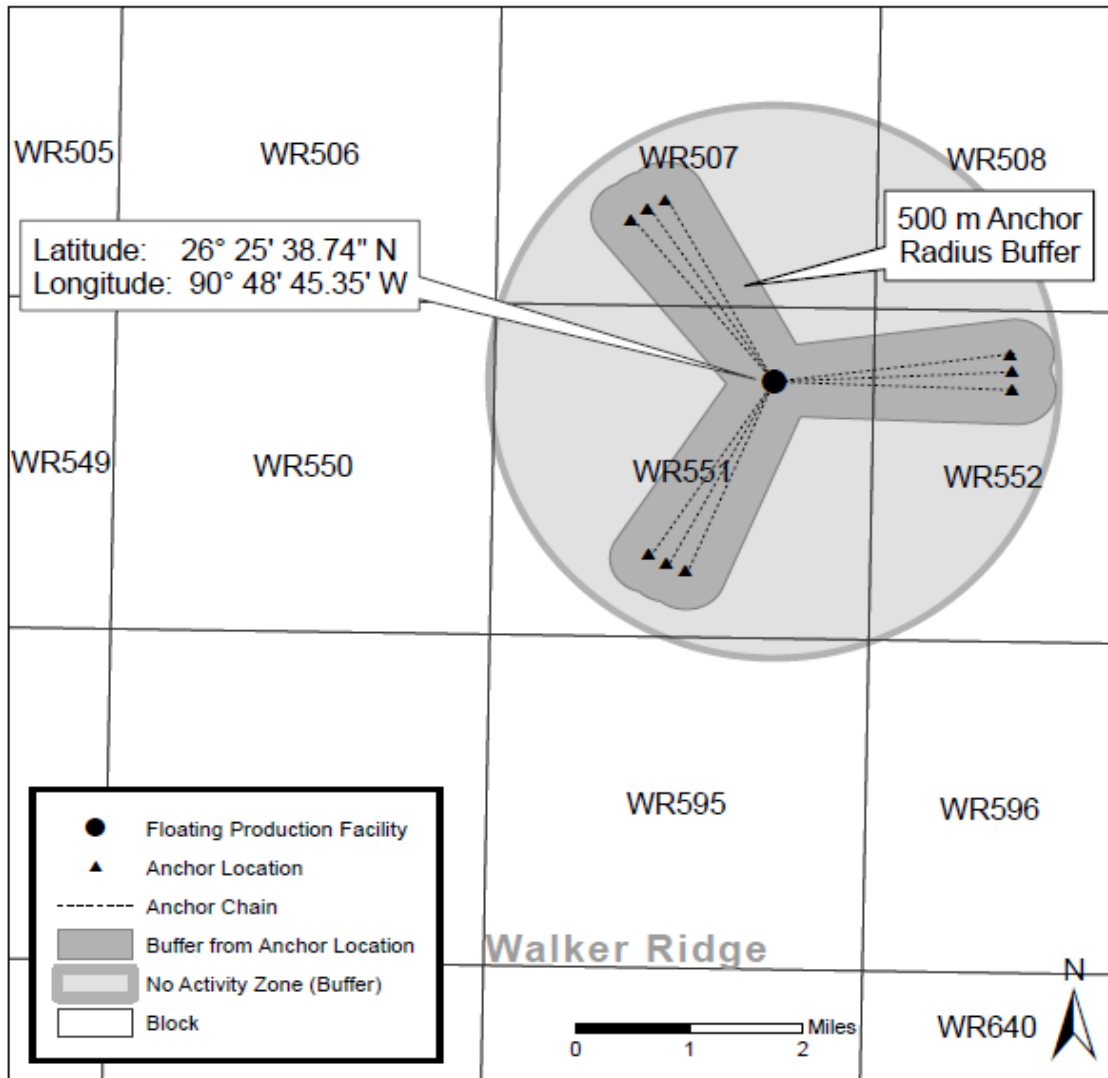 WR505
WR506
WR507
WR508
Latitude: 26° 25' 38.74" N
Longitude: 90° 48' 45.35' W
500 m Anchor
Radius Buffer
WR549
WR550
WR551
WR552
WR595
WR596
Floating Production Facility
Anchor Location
Anchor Chain
Buffer from Anchor Location
No Activity Zone (Buffer)
Block
Walker Ridge
Miles
0 1 2
WR640
N